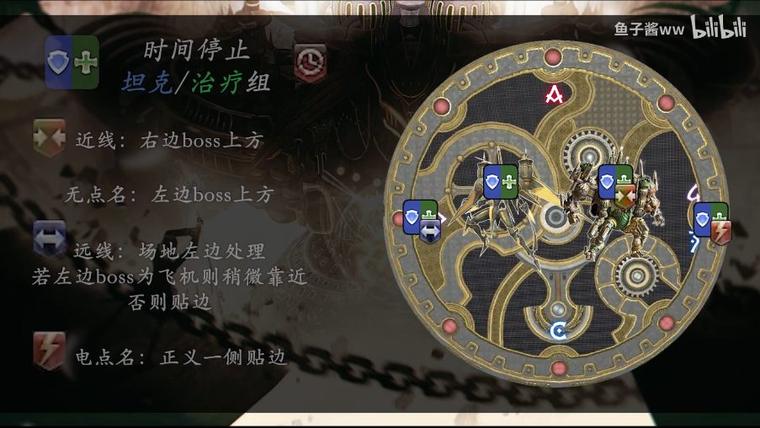 鱼子酱ww bilibili
时间停止
坦克/治疗组
近线：右边boss上方
无点名：左边boss上方
远线：场地左边处理
若左边boss为飞机则稍微靠近
否则贴边
电点名：正义一侧贴边
A
C